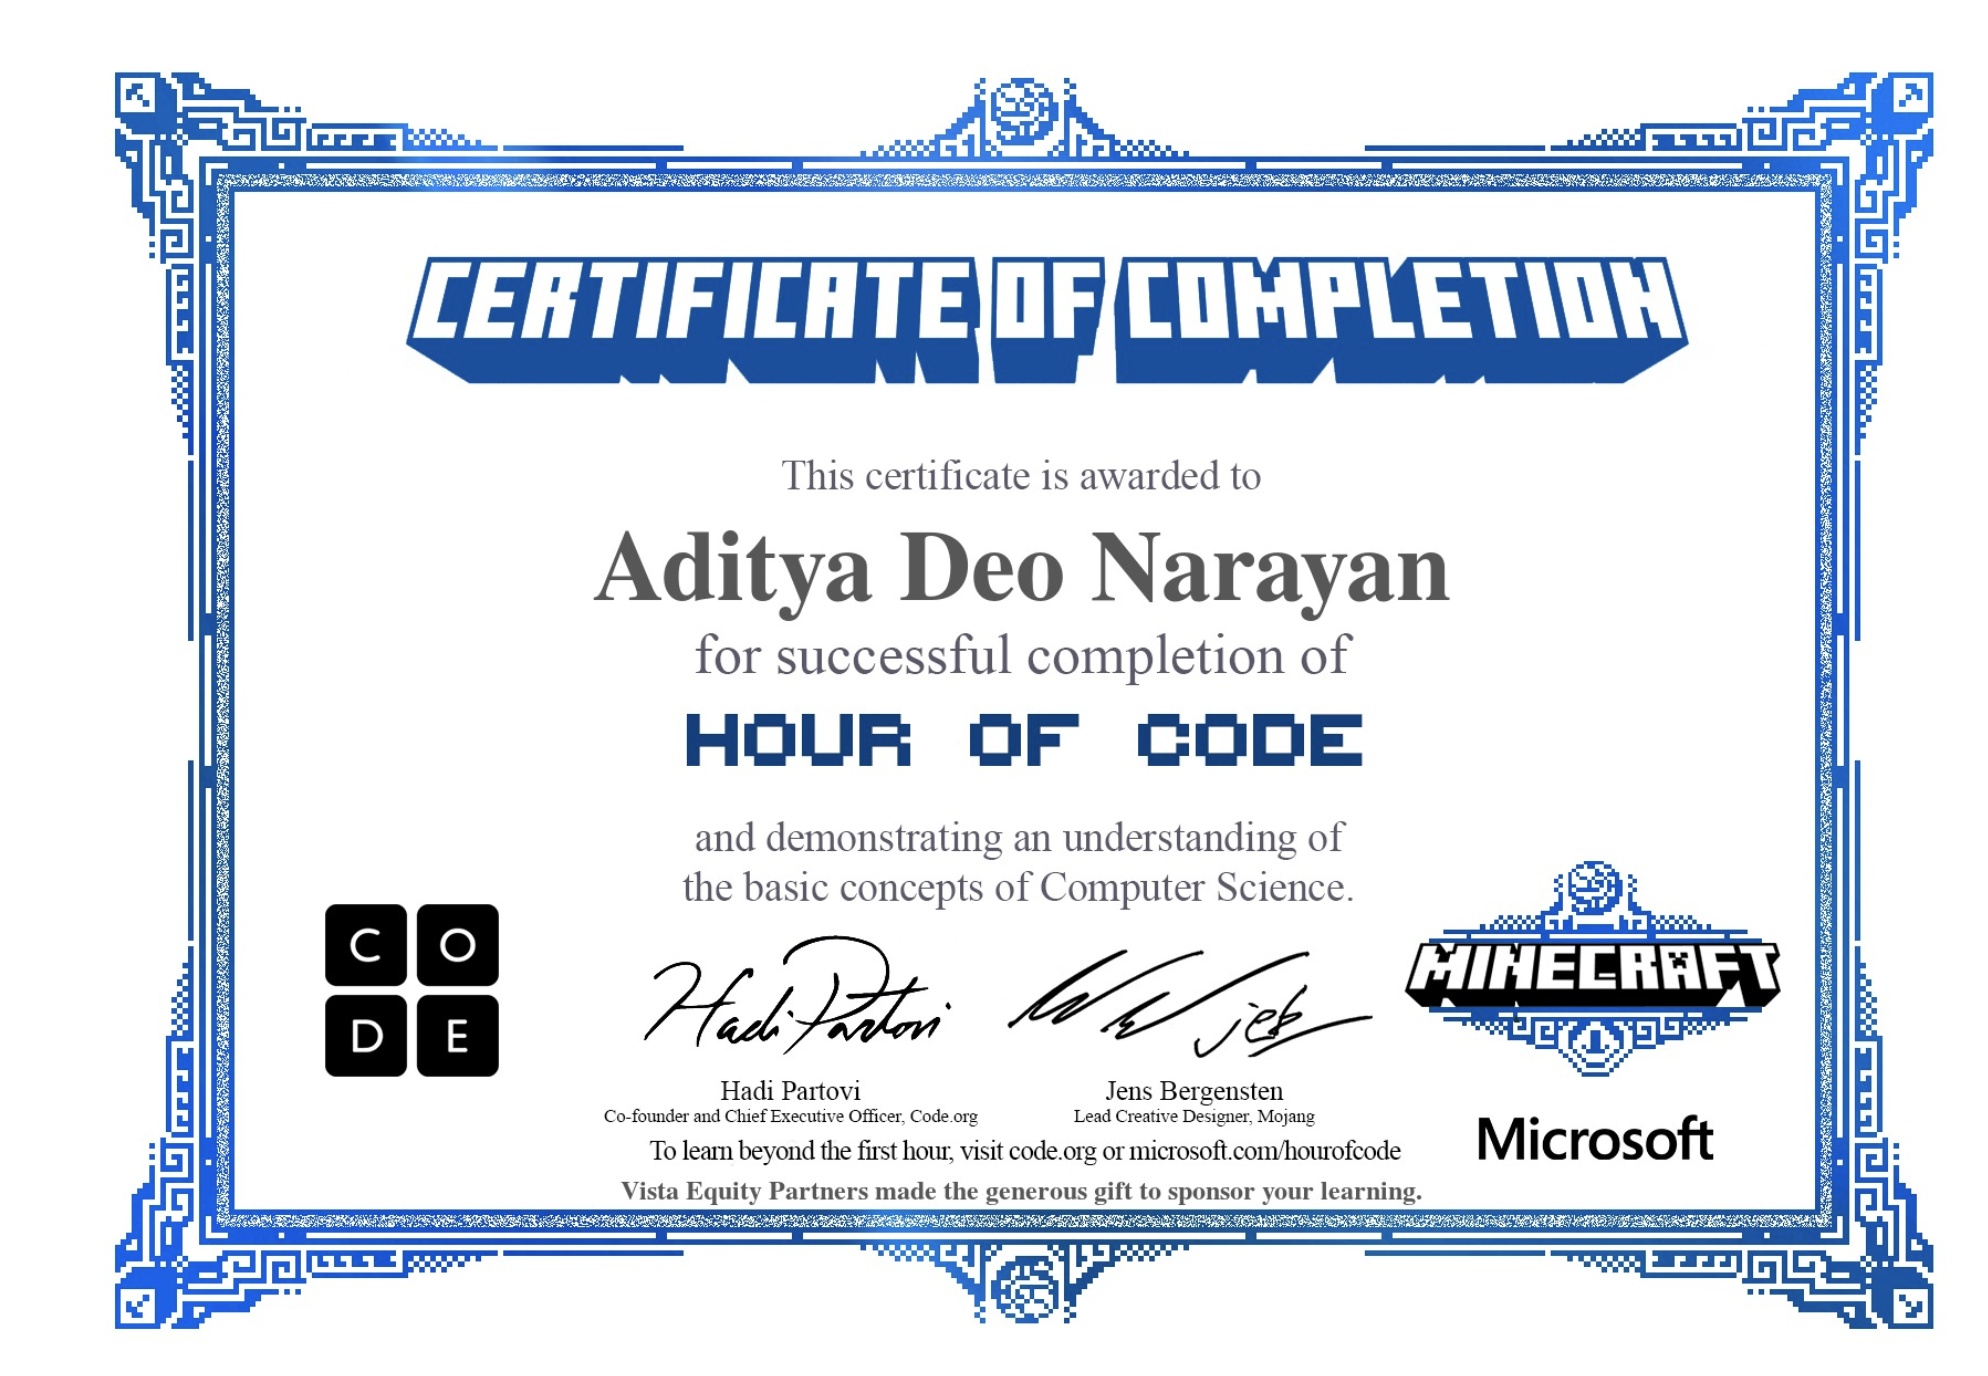 CERTIFICATE OF COMPLETION
This certificate is awarded to
Aditya Deo Narayan
for successful completion of
HOUR OF CODE
and demonstrating an understanding of
the basic concepts of Computer Science.
C O
D E
Hadi Partovi
jeb
MINECRAFT
Hadi Partovi
Co-founder and Chief Executive Officer, Code.org
Jens Bergensten
Lead Creative Designer, Mojang
To learn beyond the first hour, visit code.org or microsoft.com/hourofcode
Microsoft
Vista Equity Partners made the generous gift to sponsor your learning.